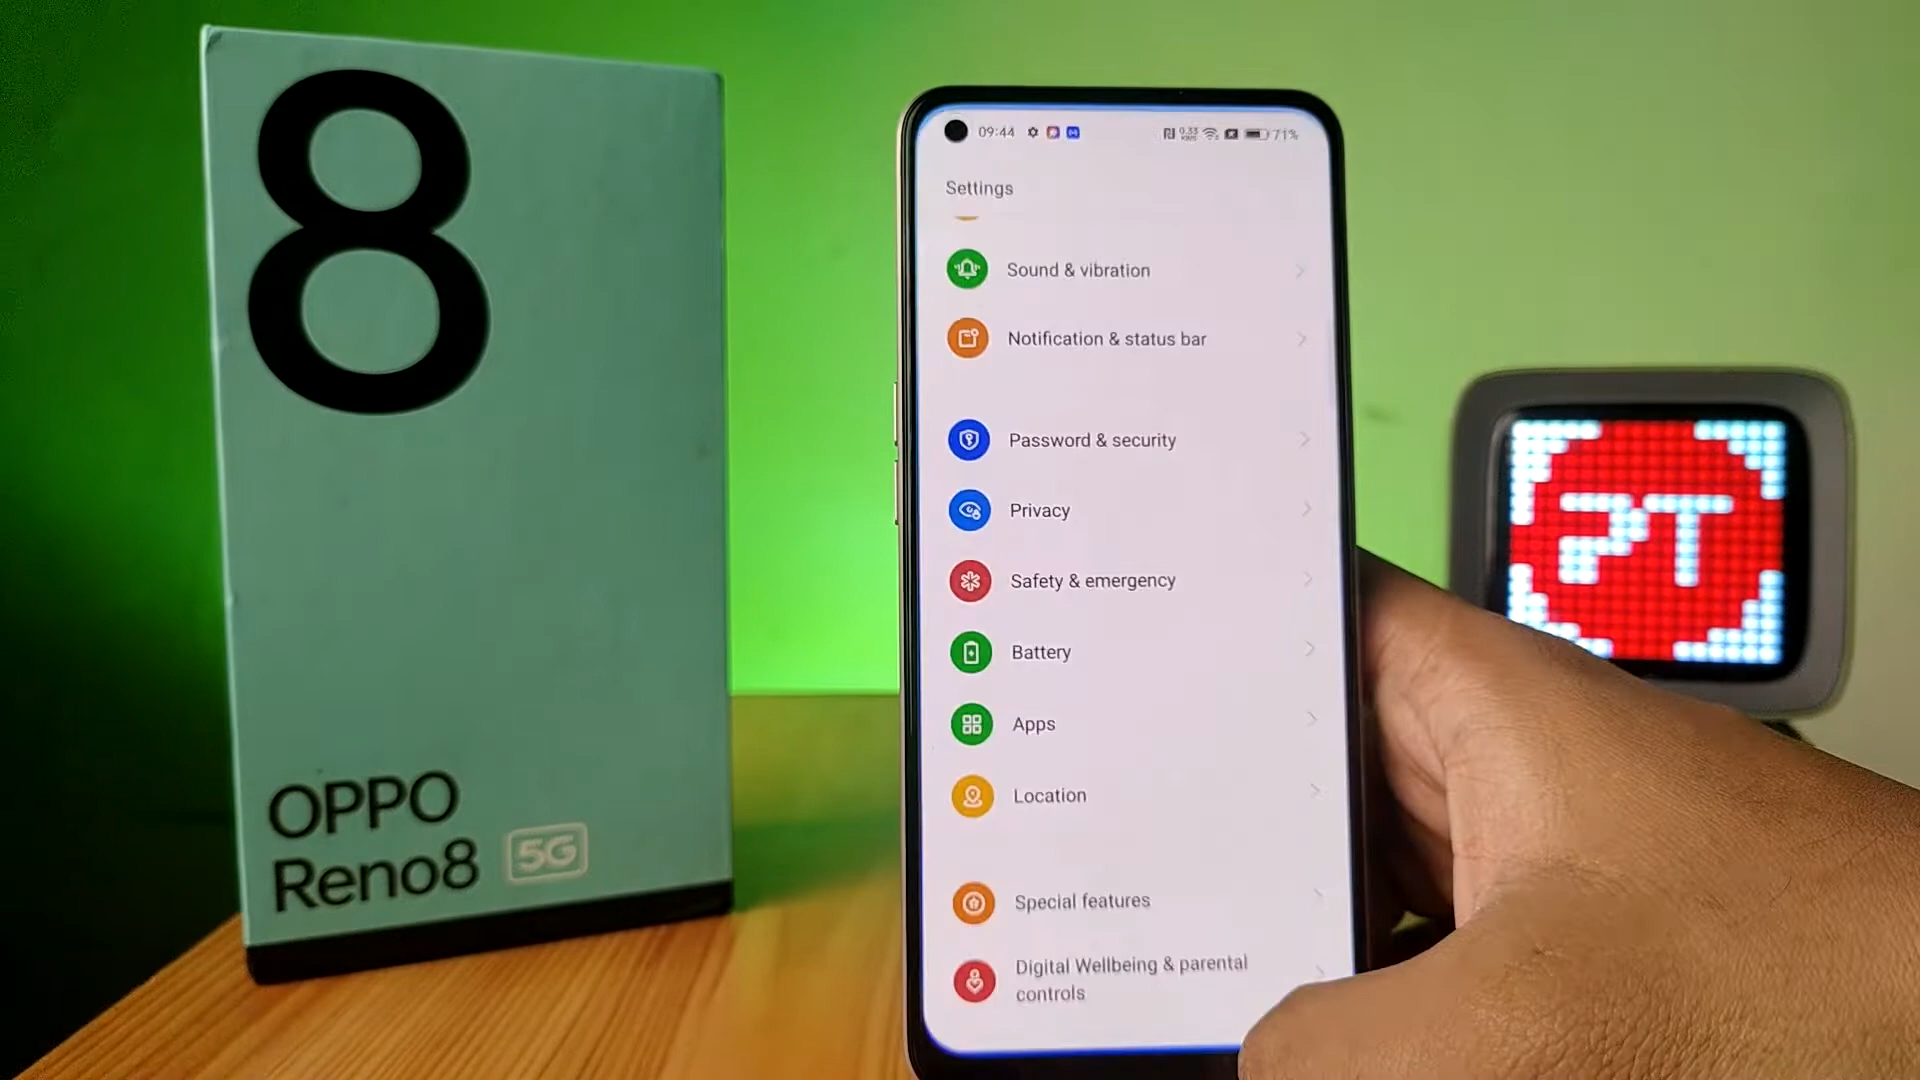 8
OPPO
Reno8 5G
09:44
71%
Settings
Sound & vibration
Notification & status bar
Password & security
Privacy
Safety & emergency
Battery
Apps
Location
Special features
Digital Wellbeing & parental
controls
PT